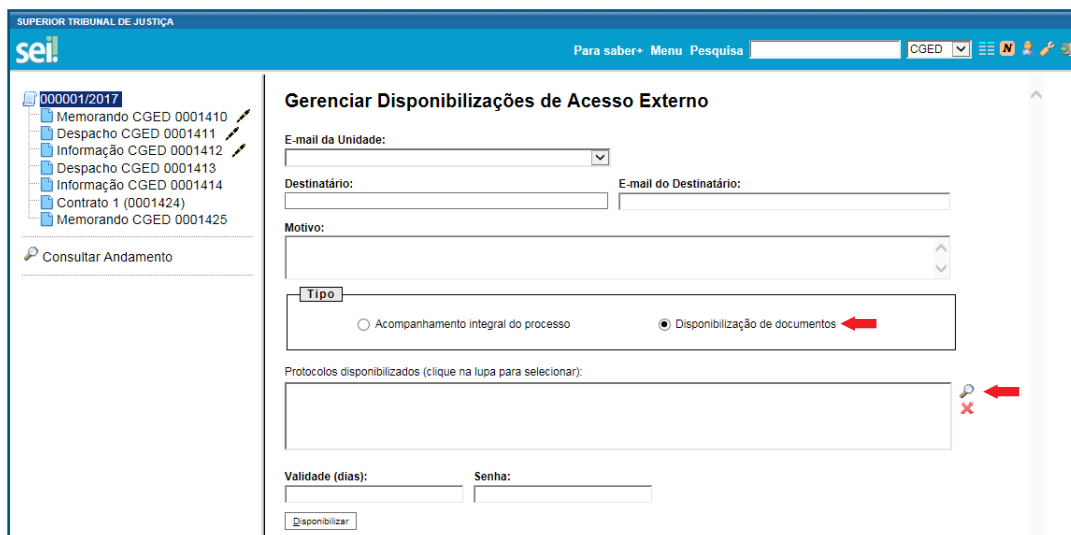 SUPERIOR TRIBUNAL DE JUSTIÇA
sei!
Para saber+ Menu Pesquisa
CGED
N
000001/2017
Memorando CGED 0001410
Despacho CGED 0001411
Informação CGED 0001412
Despacho CGED 0001413
Informação CGED 0001414
Contrato 1 (0001424)
Memorando CGED 0001425
Consultar Andamento
Gerenciar Disponibilizações de Acesso Externo
E-mail da Unidade:
Destinatário: E-mail do Destinatário:
Motivo:
Tipo
Acompanhamento integral do processo Disponibilização de documentos
Protocolos disponibilizados (clique na lupa para selecionar):
Validade (dias): Senha:
Disponibilizar